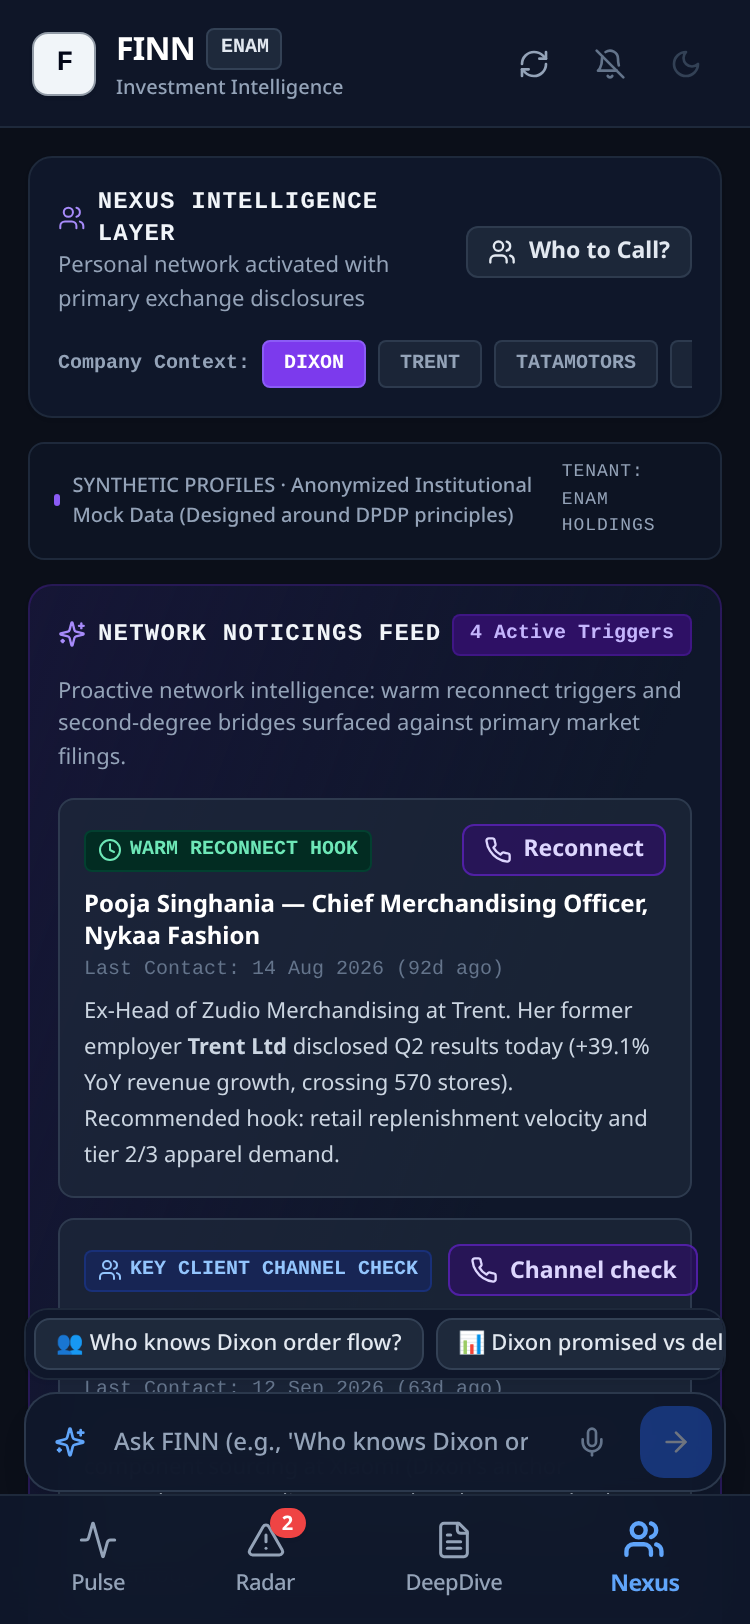 F
FINN
ENAM
Investment Intelligence
NEXUS INTELLIGENCE
LAYER
Personal network activated with
primary exchange disclosures
Who to Call?
Company Context:
DIXON
TRENT
TATAMOTORS
SYNTHETIC PROFILES · Anonymized Institutional
Mock Data (Designed around DPDP principles)
TENANT:
ENAM
HOLDINGS
NETWORK NOTICINGS FEED
4 Active Triggers
Proactive network intelligence: warm reconnect triggers and
second-degree bridges surfaced against primary market
filings.
WARM RECONNECT HOOK
Reconnect
Pooja Singhania — Chief Merchandising Officer,
Nykaa Fashion
Last Contact: 14 Aug 2026 (92d ago)
Ex-Head of Zudio Merchandising at Trent. Her former
employer Trent Ltd disclosed Q2 results today (+39.1%
YoY revenue growth, crossing 570 stores).
Recommended hook: retail replenishment velocity and
tier 2/3 apparel demand.
KEY CLIENT CHANNEL CHECK
Channel check
👥 Who knows Dixon order flow?
📊 Dixon promised vs del
Last Contact: 12 Sep 2026 (63d ago)
Ask FINN (e.g., 'Who knows Dixon or
2
Pulse
Radar
DeepDive
Nexus